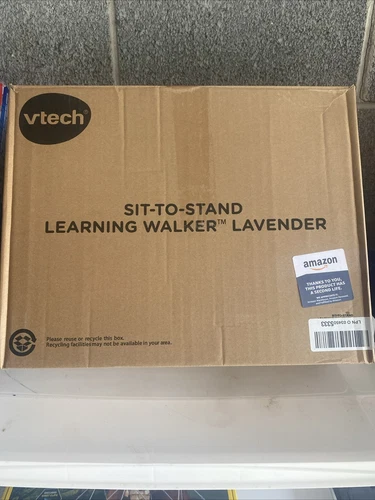 vtech
SIT-TO-STAND
LEARNING WALKER™ LAVENDER
amazon
THANKS TO YOU,
THIS PRODUCT HAS
A SECOND LIFE.
Please reuse or recycle this box.
Recycling facilities may not be available in your area.